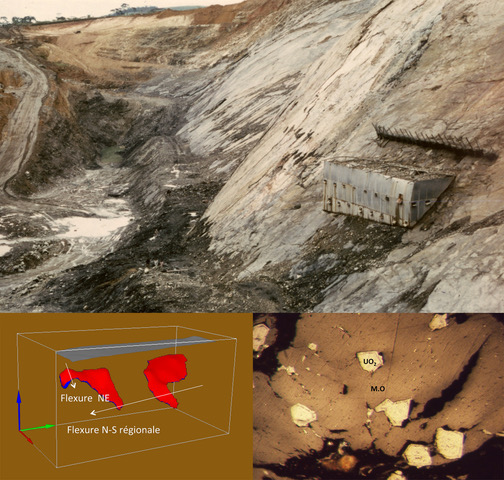 Flexure NE
Flexure N-S régionale
UO₂
M.O